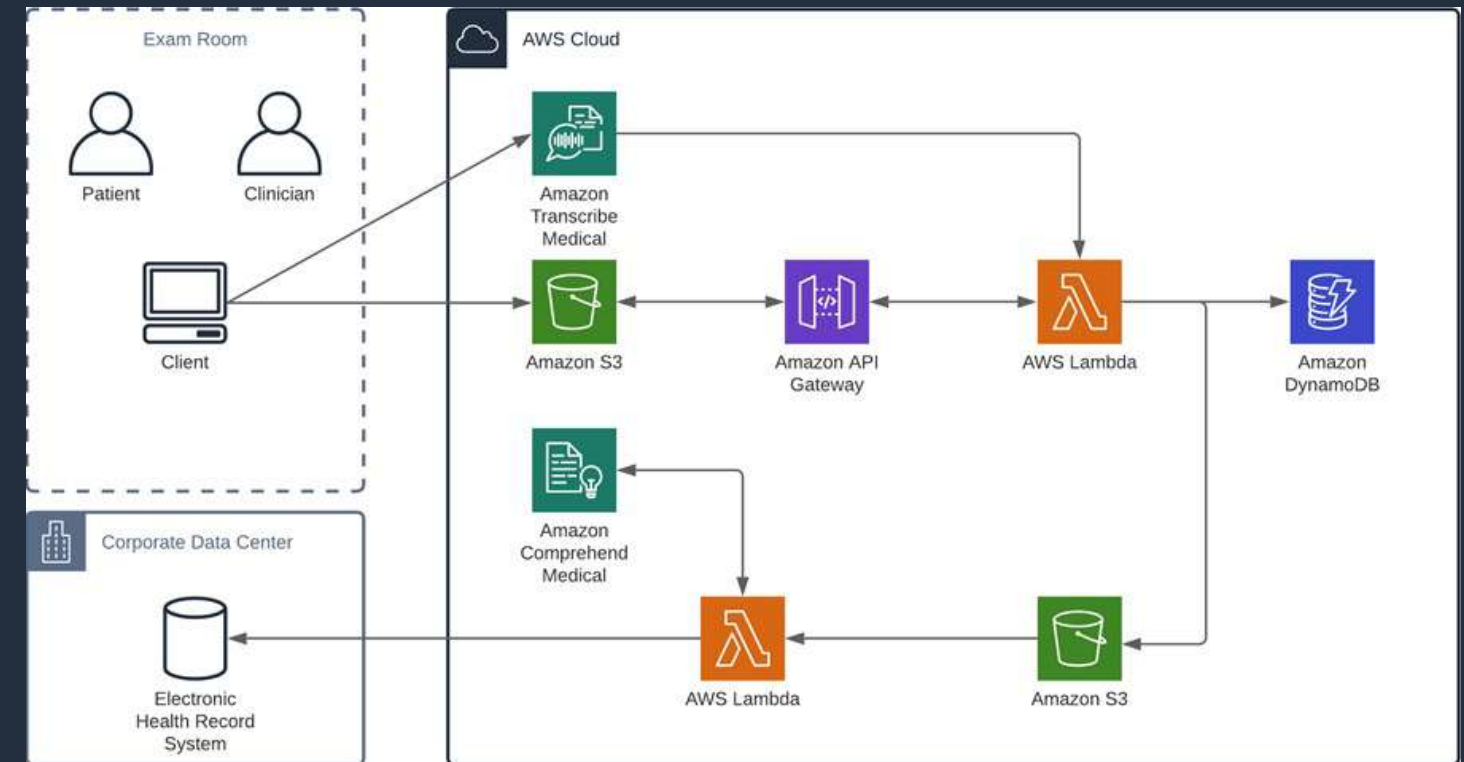 Exam Room
AWS Cloud
Patient
Clinician
Amazon
Transcribe
Medical
Client
Amazon S3
Amazon API
Gateway
AWS Lambda
Amazon
DynamoDB
Amazon
Comprehend
Medical
Corporate Data Center
Electronic
Health Record
System
AWS Lambda
Amazon S3